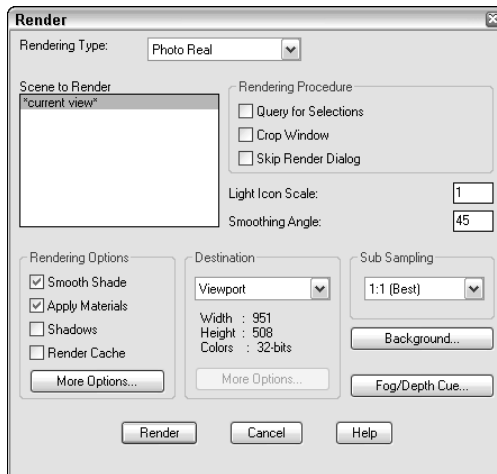 Render
Rendering Type:
Photo Real
Scene to Render
*current view*
Rendering Procedure
Query for Selections
Crop Window
Skip Render Dialog
Light Icon Scale:
1
Smoothing Angle:
45
Rendering Options
Smooth Shade
Apply Materials
Shadows
Render Cache
More Options...
Destination
Viewport
Width : 951
Height : 508
Colors : 32-bits
More Options...
Sub Sampling
1:1 (Best)
Background...
Fog/Depth Cue...
Render
Cancel
Help